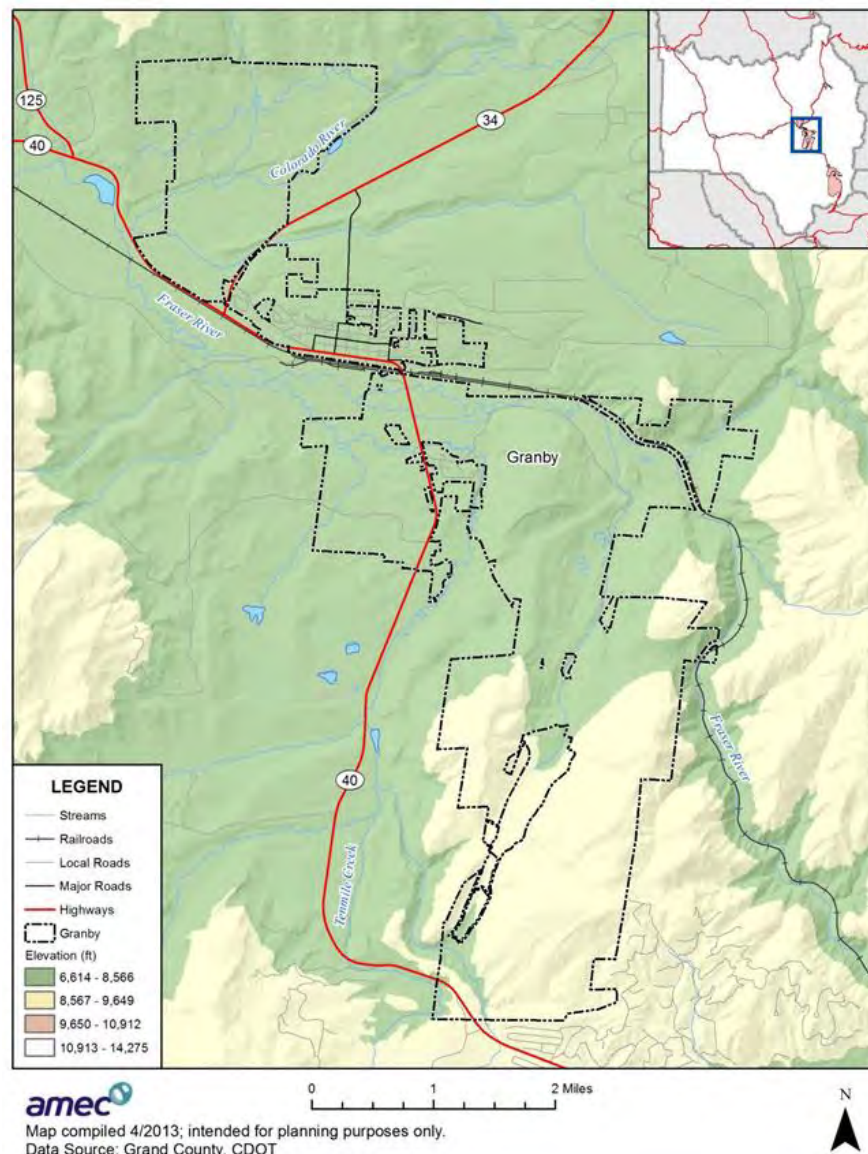 125
40
34
Colorado River
Fraser River
Granby
40
Tenmile Creek
Fraser River
LEGEND
Streams
Railroads
Local Roads
Major Roads
Highways
Granby
Elevation (ft)
6,614 - 8,566
8,567 - 9,649
9,650 - 10,912
10,913 - 14,275
amec
0 1 2 Miles
N
Map compiled 4/2013; intended for planning purposes only.
Data Source: Grand County, CDOT